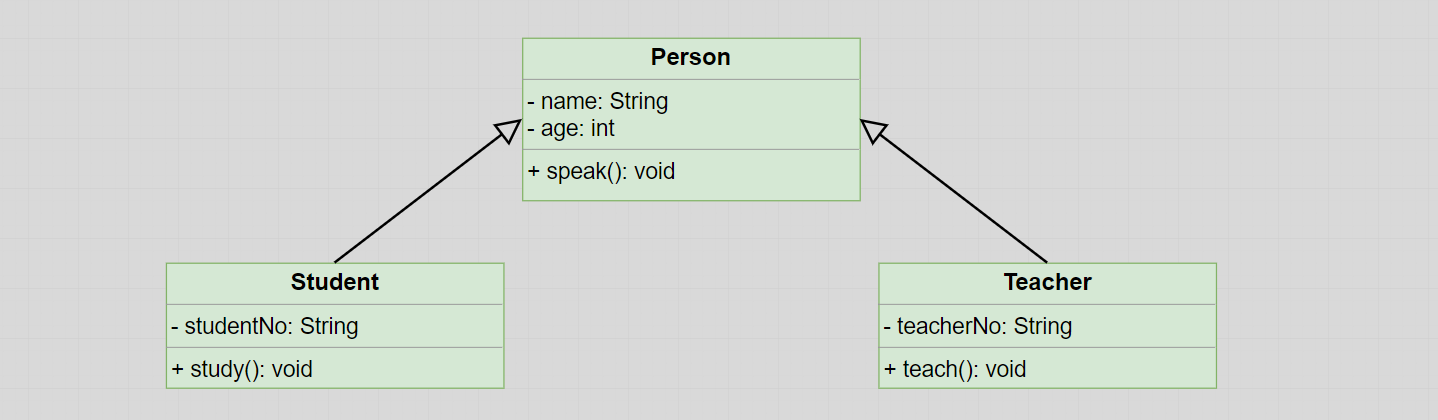 Person
- name: String
- age: int
+ speak(): void
Student
- studentNo: String
+ study(): void
Teacher
- teacherNo: String
+ teach(): void